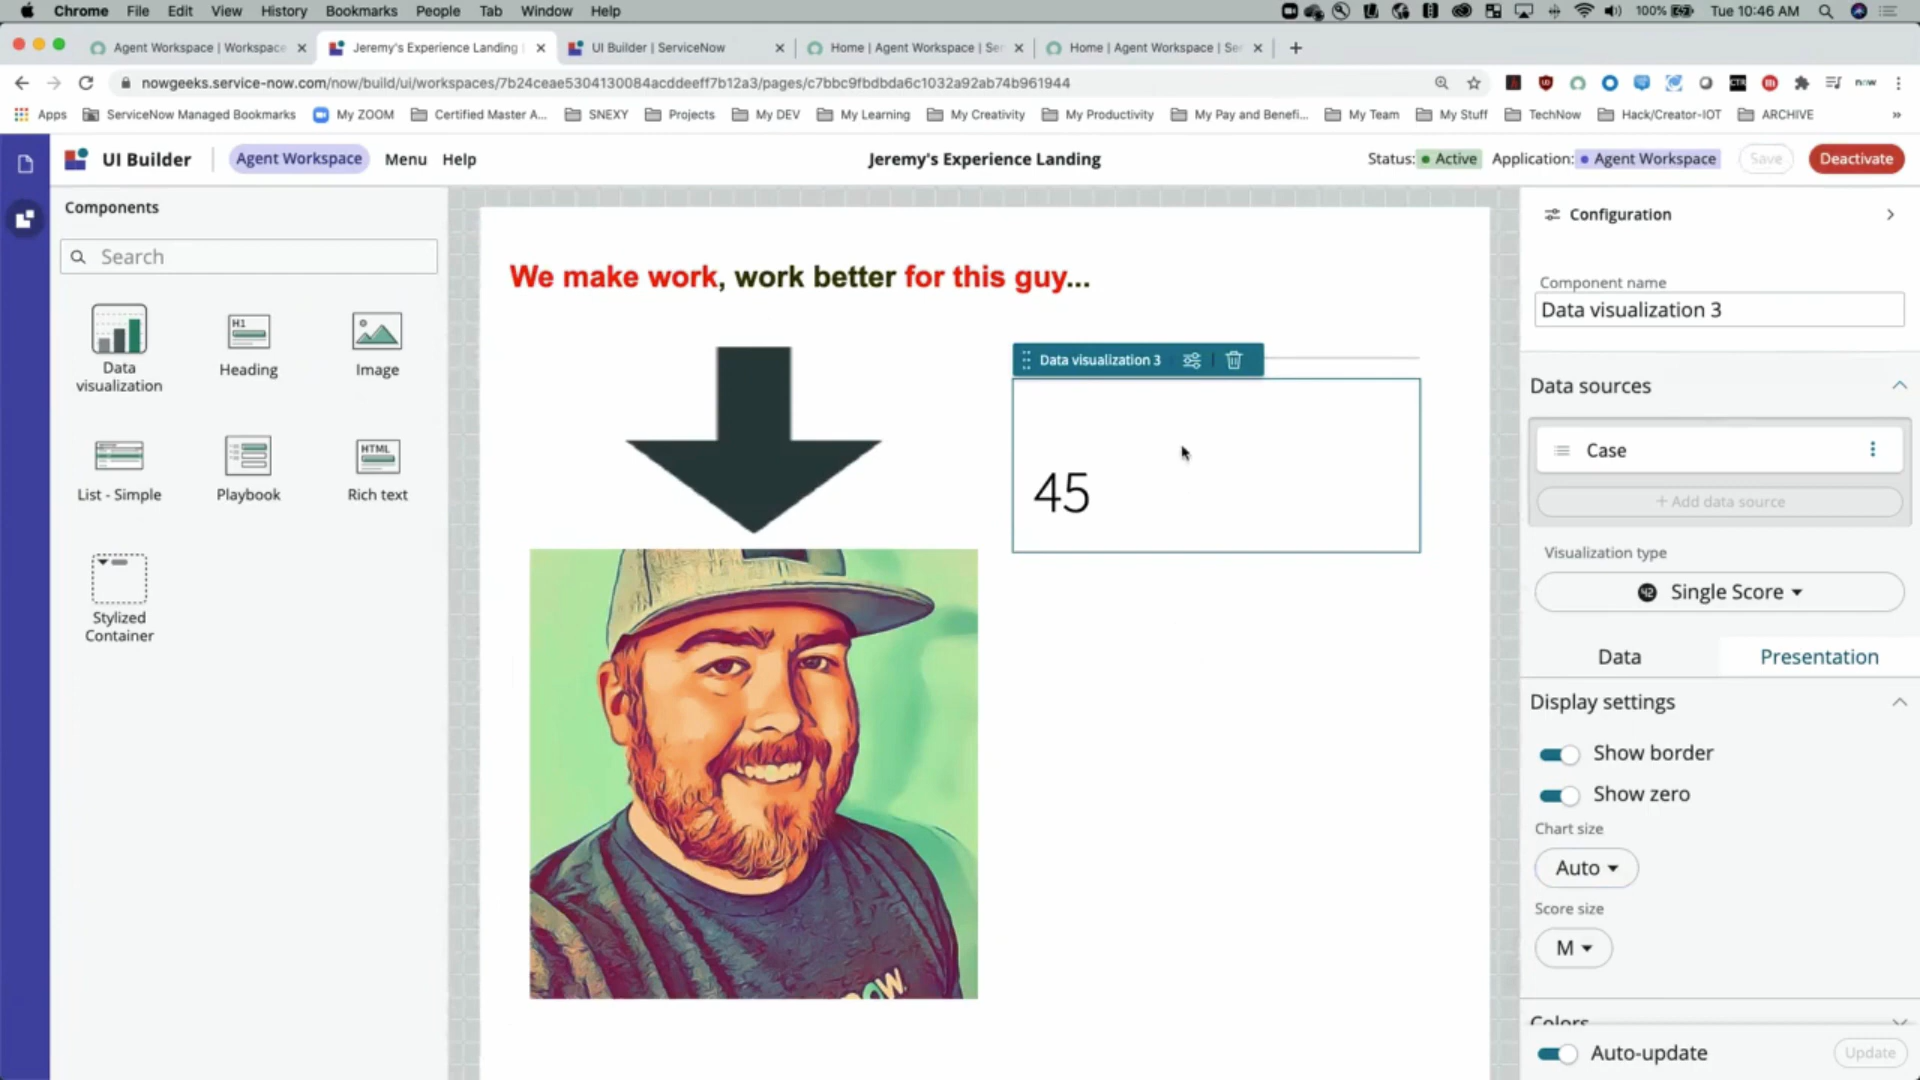 Chrome File Edit View History Bookmarks People Tab Window Help 100% Tue 10:46 AM
Agent Workspace | Workspace Jeremy's Experience Landing UI Builder | ServiceNow Home | Agent Workspace | Ser Home | Agent Workspace | Ser
nowgeeks.service-now.com/now/build/ui/workspaces/7b24ceae5304130084acddeeff7b12a3/pages/c7bbc9fbdbda6c1032a92ab74b961944
Apps ServiceNow Managed Bookmarks My ZOOM Certified Master A... SNEXY Projects My DEV My Learning My Creativity My Productivity My Pay and Benefi... My Team My Stuff TechNow Hack/Creator-IOT ARCHIVE
UI Builder Agent Workspace Menu Help Jeremy's Experience Landing Status: Active Application: Agent Workspace Save Deactivate
Components
Search
Data visualization
Heading
Image
List - Simple
Playbook
HTML
Rich text
Stylized Container
We make work, work better for this guy...
Data visualization 3
45
Configuration
Component name
Data visualization 3
Data sources
Case
+ Add data source
Visualization type
42 Single Score
Data Presentation
Display settings
Show border
Show zero
Chart size
Auto
Score size
M
Colors
Auto-update Update